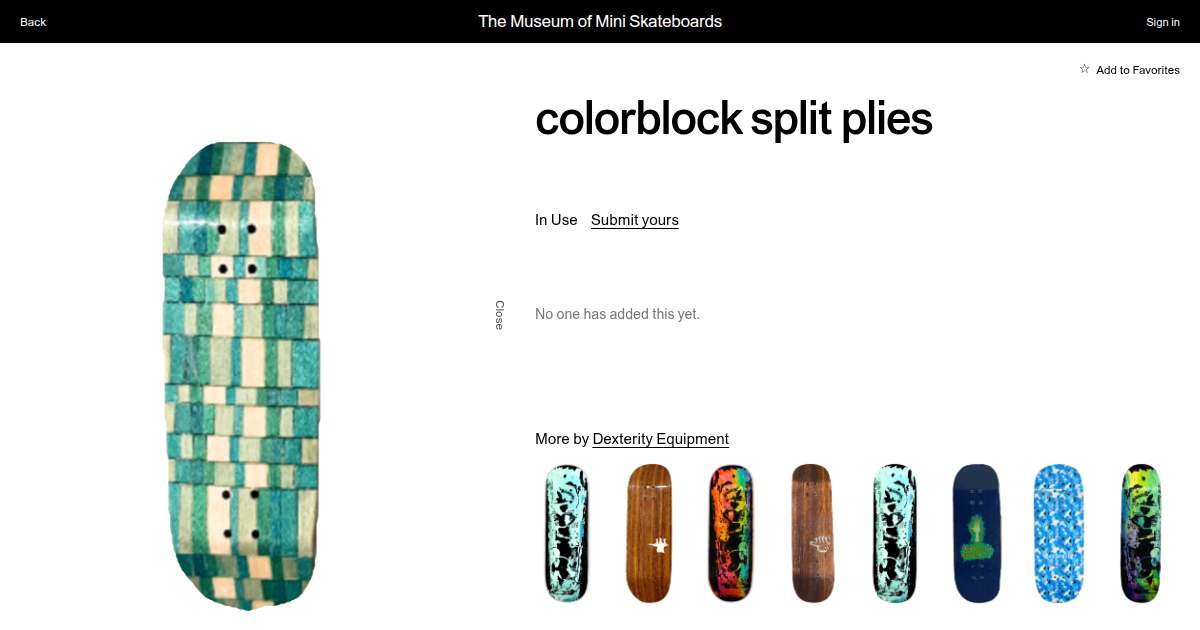 Back
The Museum of Mini Skateboards
Sign in
☆ Add to Favorites
colorblock split plies
In Use Submit yours
Close
No one has added this yet.
More by Dexterity Equipment